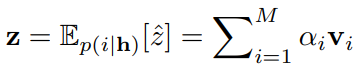 𝐳 = 𝔼_{p(i|𝐡)}[ẑ] = ∑_{i=1}^{M} α_i 𝐯_i